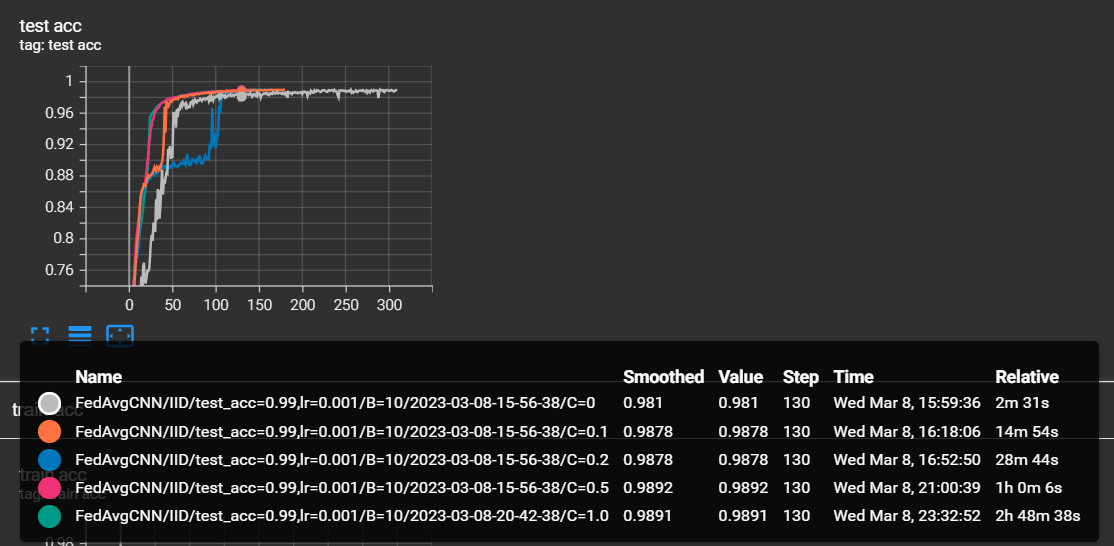 test acc
tag: test acc
1
0.96
0.92
0.88
0.84
0.8
0.76
0 50 100 150 200 250 300
Name Smoothed Value Step Time Relative
FedAvgCNN/IID/test_acc=0.99,lr=0.001/B=10/2023-03-08-15-56-38/C=0 0.981 0.981 130 Wed Mar 8, 15:59:36 2m 31s
FedAvgCNN/IID/test_acc=0.99,lr=0.001/B=10/2023-03-08-15-56-38/C=0.1 0.9878 0.9878 130 Wed Mar 8, 16:18:06 14m 54s
FedAvgCNN/IID/test_acc=0.99,lr=0.001/B=10/2023-03-08-15-56-38/C=0.2 0.9878 0.9878 130 Wed Mar 8, 16:52:50 28m 44s
FedAvgCNN/IID/test_acc=0.99,lr=0.001/B=10/2023-03-08-15-56-38/C=0.5 0.9892 0.9892 130 Wed Mar 8, 21:00:39 1h 0m 6s
FedAvgCNN/IID/test_acc=0.99,lr=0.001/B=10/2023-03-08-20-42-38/C=1.0 0.9891 0.9891 130 Wed Mar 8, 23:32:52 2h 48m 38s
train acc
train acc
0.98